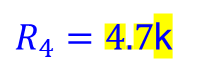 R₄ = 4.7k